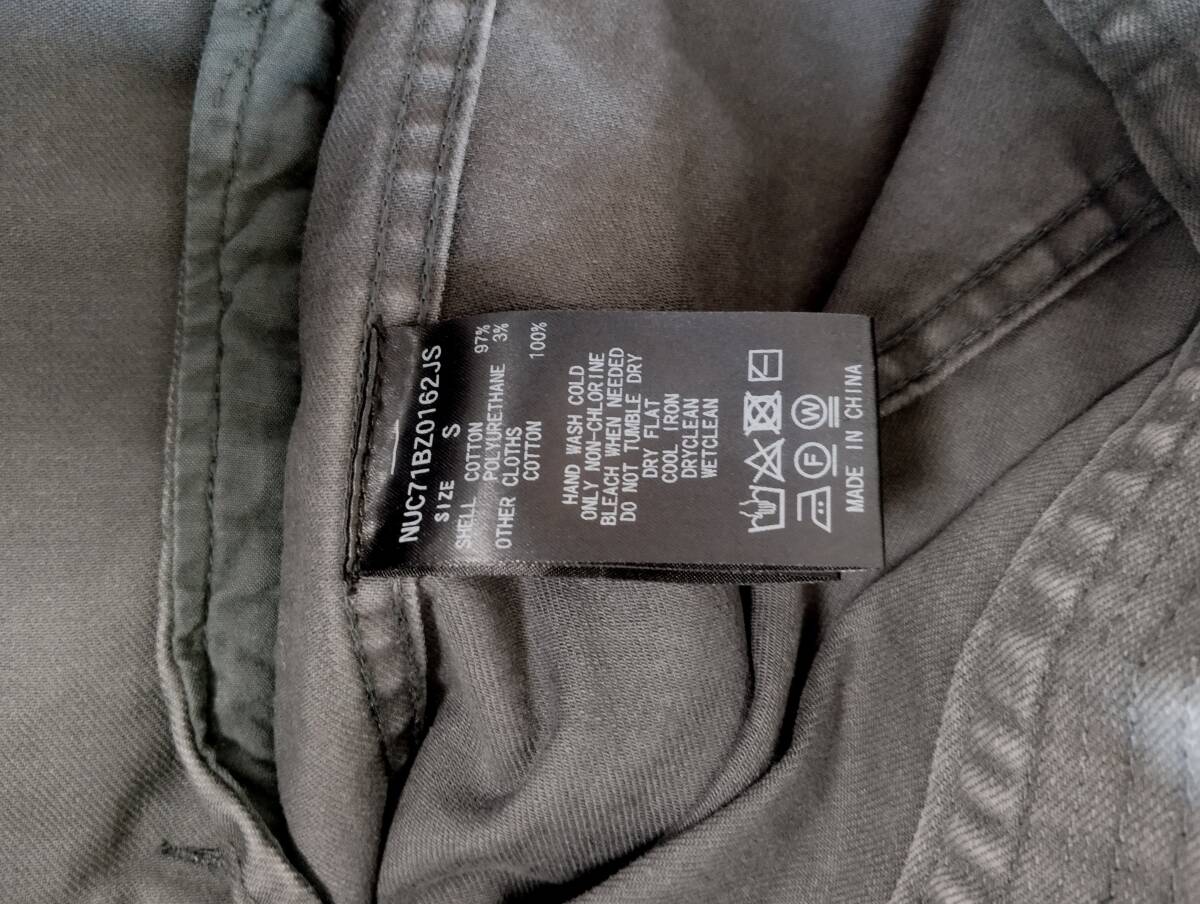 NUC71BZ0162JS
SIZE S
SHELL COTTON 97%
POLYURETHANE 3%
OTHER CLOTHS
COTTON 100%
HAND WASH COLD
ONLY NON-CHLORINE
BLEACH WHEN NEEDED
DO NOT TUMBLE DRY
DRY FLAT
COOL IRON
DRYCLEAN
WETCLEAN
F W
MADE IN CHINA